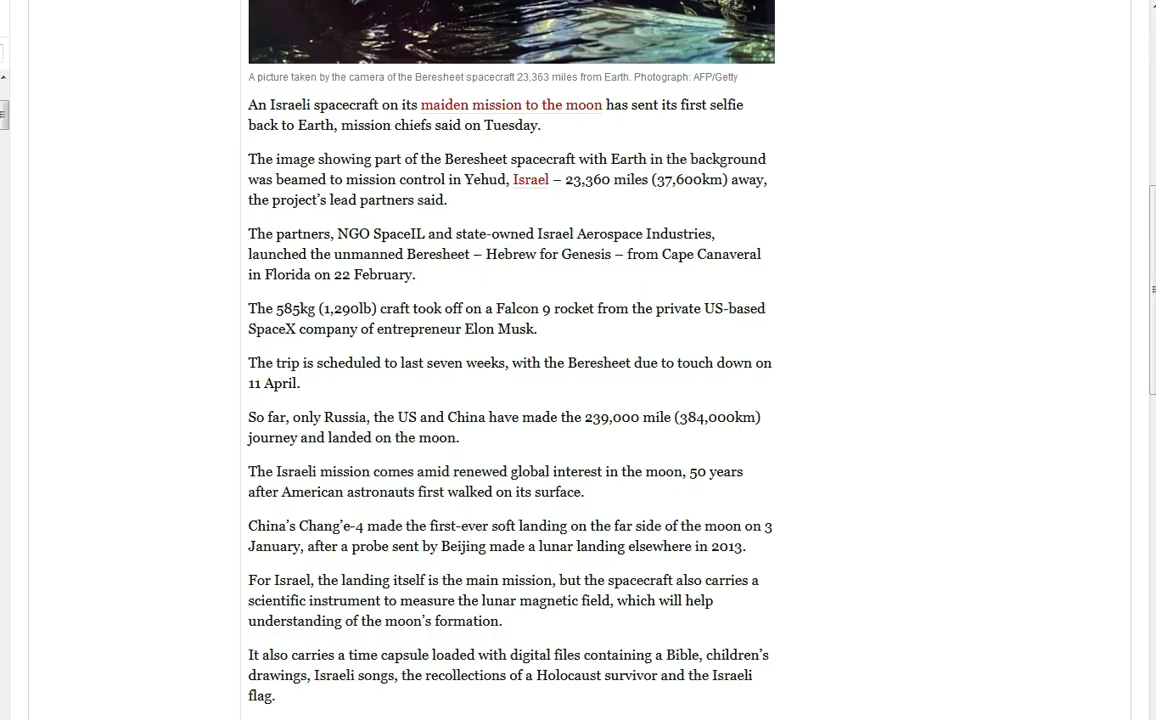 A picture taken by the camera of the Beresheet spacecraft 23,363 miles from Earth. Photograph: AFP/Getty
An Israeli spacecraft on its maiden mission to the moon has sent its first selfie
back to Earth, mission chiefs said on Tuesday.
The image showing part of the Beresheet spacecraft with Earth in the background
was beamed to mission control in Yehud, Israel – 23,360 miles (37,600km) away,
the project’s lead partners said.
The partners, NGO SpaceIL and state-owned Israel Aerospace Industries,
launched the unmanned Beresheet – Hebrew for Genesis – from Cape Canaveral
in Florida on 22 February.
The 585kg (1,290lb) craft took off on a Falcon 9 rocket from the private US-based
SpaceX company of entrepreneur Elon Musk.
The trip is scheduled to last seven weeks, with the Beresheet due to touch down on
11 April.
So far, only Russia, the US and China have made the 239,000 mile (384,000km)
journey and landed on the moon.
The Israeli mission comes amid renewed global interest in the moon, 50 years
after American astronauts first walked on its surface.
China’s Chang’e-4 made the first-ever soft landing on the far side of the moon on 3
January, after a probe sent by Beijing made a lunar landing elsewhere in 2013.
For Israel, the landing itself is the main mission, but the spacecraft also carries a
scientific instrument to measure the lunar magnetic field, which will help
understanding of the moon’s formation.
It also carries a time capsule loaded with digital files containing a Bible, children’s
drawings, Israeli songs, the recollections of a Holocaust survivor and the Israeli
flag.